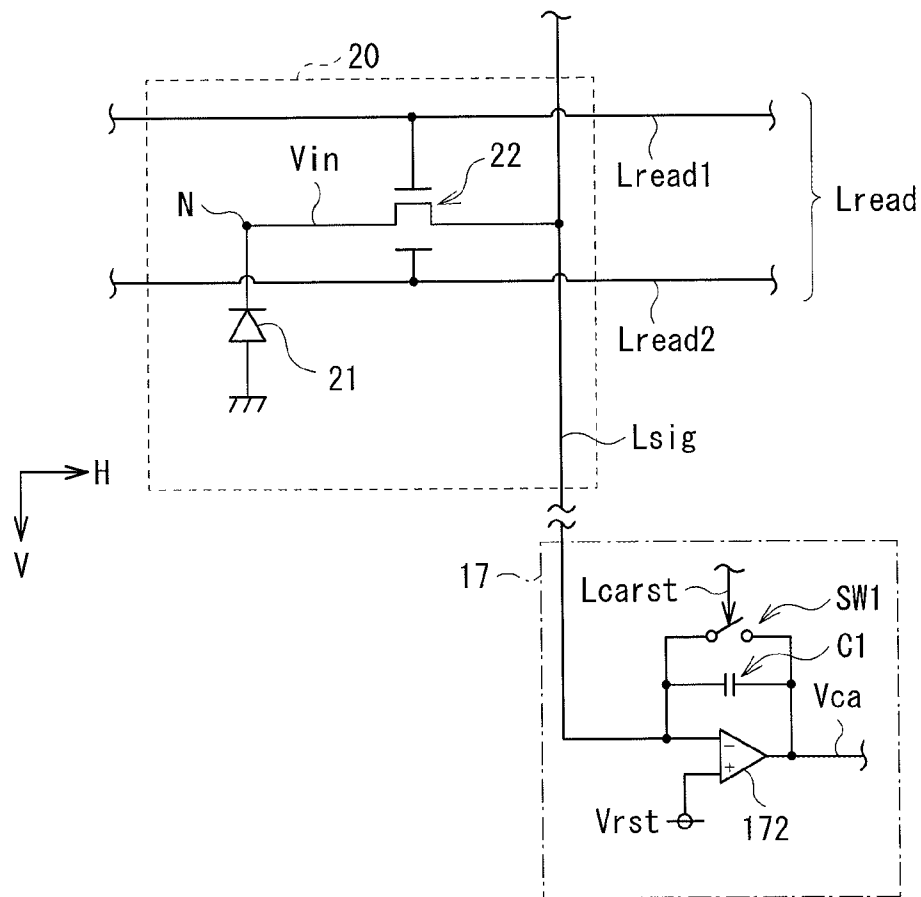 20
Vin
22
Lread1
Lread
N
Lread2
21
Lsig
H
V
17
Lcarst
SW1
C1
Vca
−
+
Vrst
172